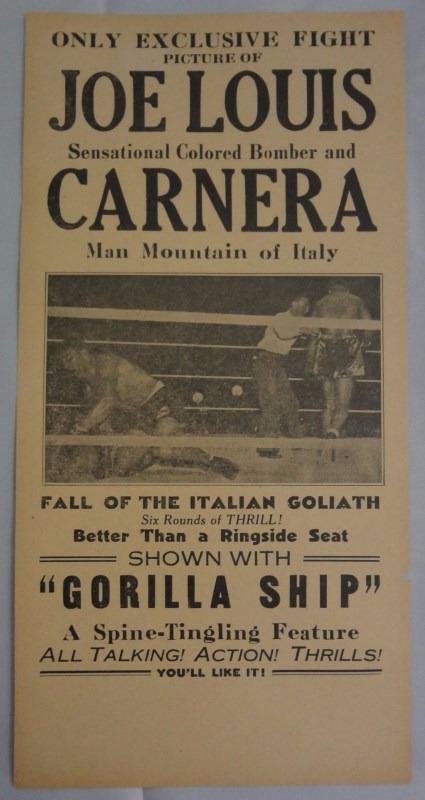 ONLY EXCLUSIVE FIGHT
PICTURE OF
JOE LOUIS
Sensational Colored Bomber and
CARNERA
Man Mountain of Italy
FALL OF THE ITALIAN GOLIATH
Six Rounds of THRILL!
Better Than a Ringside Seat
SHOWN WITH
"GORILLA SHIP"
A Spine-Tingling Feature
ALL TALKING! ACTION! THRILLS!
YOU'LL LIKE IT!